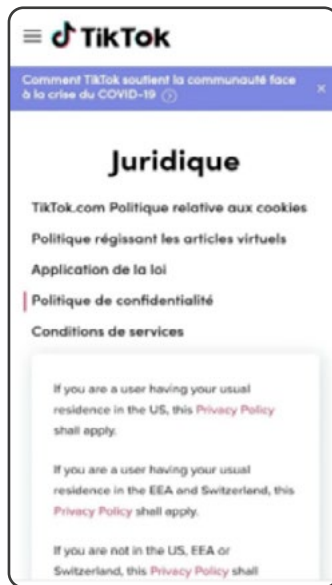 TikTok
Comment TikTok soutient la communauté face
à la crise du COVID-19
Juridique
TikTok.com Politique relative aux cookies
Politique régissant les articles virtuels
Application de la loi
Politique de confidentialité
Conditions de services
If you are a user having your usual
residence in the US, this Privacy Policy
shall apply.
If you are a user having your usual
residence in the EEA and Switzerland, this
Privacy Policy shall apply.
If you are not in the US, EEA or
Switzerland, this Privacy Policy shall